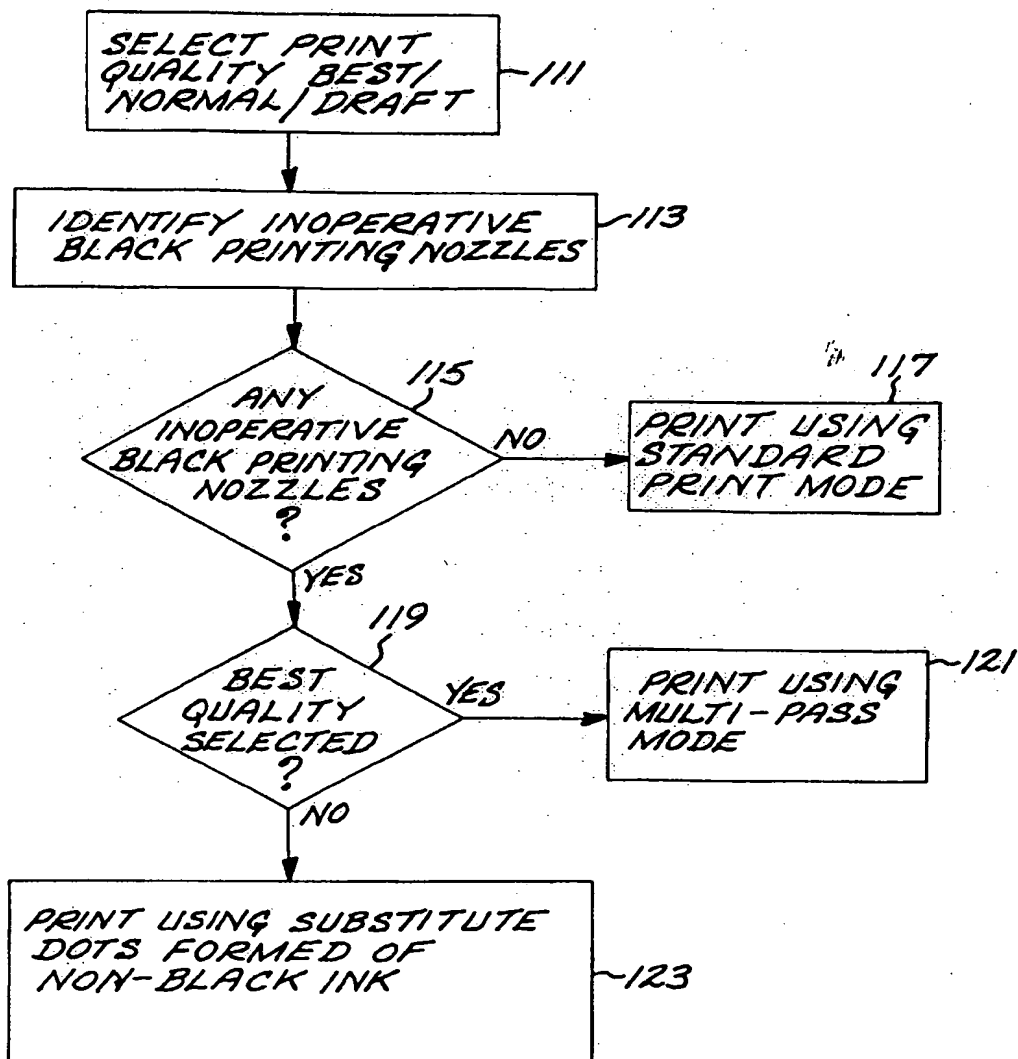 SELECT PRINT
QUALITY BEST/
NORMAL/DRAFT
111
IDENTIFY INOPERATIVE
BLACK PRINTING NOZZLES
113
ANY
INOPERATIVE
BLACK PRINTING
NOZZLES
?
115
NO
117
PRINT USING
STANDARD
PRINT MODE
YES
119
BEST
QUALITY
SELECTED
?
YES
121
PRINT USING
MULTI-PASS
MODE
NO
PRINT USING SUBSTITUTE
DOTS FORMED OF
NON-BLACK INK
123